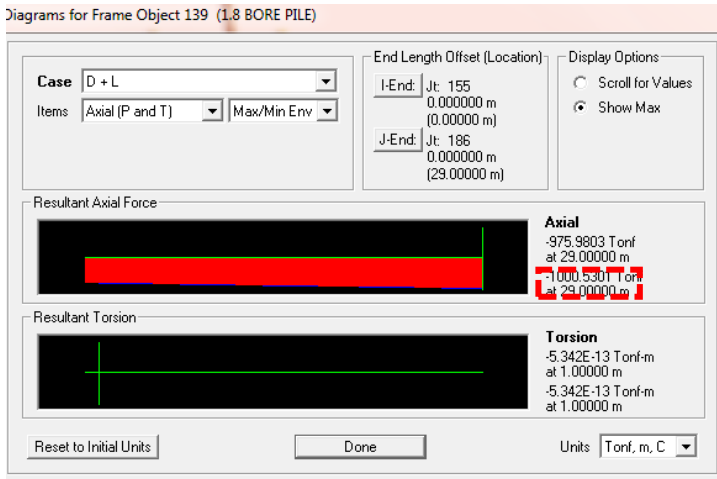 Diagrams for Frame Object 139 (1.8 BORE PILE)
Case D + L
Items Axial (P and T) Max/Min Env
End Length Offset (Location)
I-End: Jt: 155
0.000000 m
(0.00000 m)
J-End: Jt: 186
0.000000 m
(29.00000 m)
Display Options
Scroll for Values
Show Max
Resultant Axial Force
Axial
-975.9803 Tonf
at 29.00000 m
-1000.5301 Tonf
at 29.00000 m
Resultant Torsion
Torsion
-5.342E-13 Tonf-m
at 1.00000 m
-5.342E-13 Tonf-m
at 1.00000 m
Reset to Initial Units
Done
Units Tonf, m, C